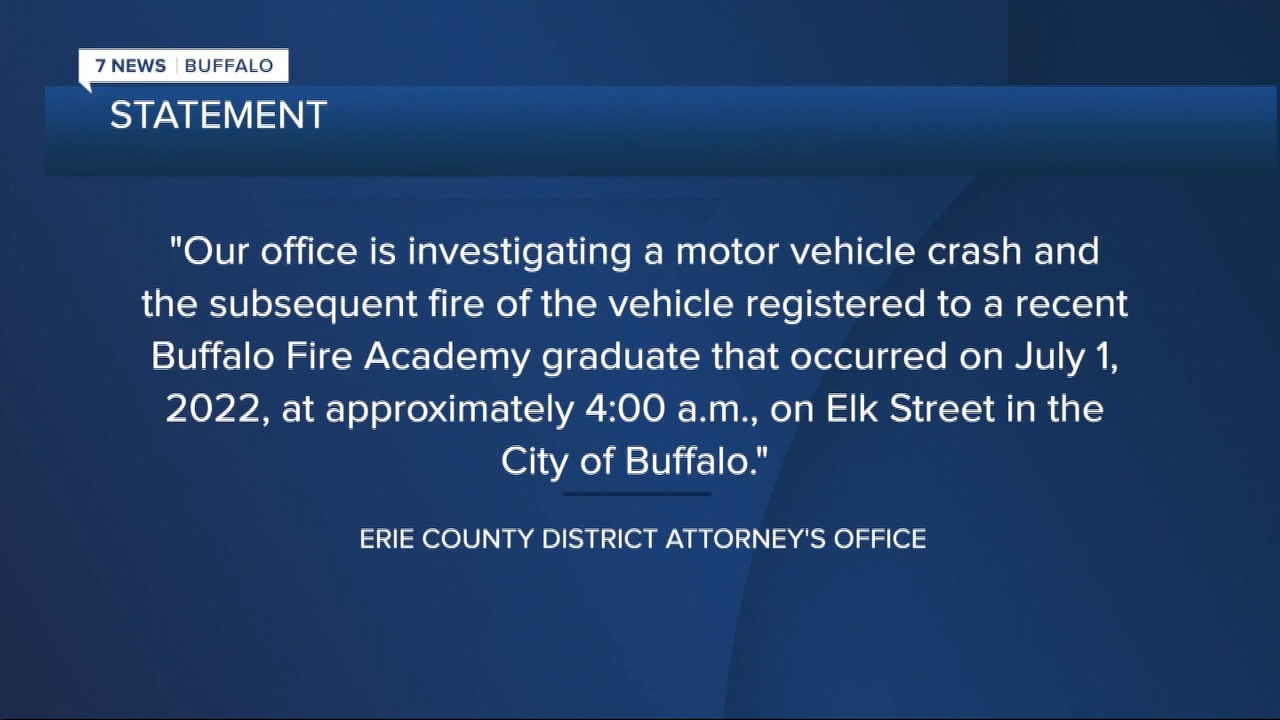 7 NEWS | BUFFALO
STATEMENT
"Our office is investigating a motor vehicle crash and
the subsequent fire of the vehicle registered to a recent
Buffalo Fire Academy graduate that occurred on July 1,
2022, at approximately 4:00 a.m., on Elk Street in the
City of Buffalo."
ERIE COUNTY DISTRICT ATTORNEY'S OFFICE